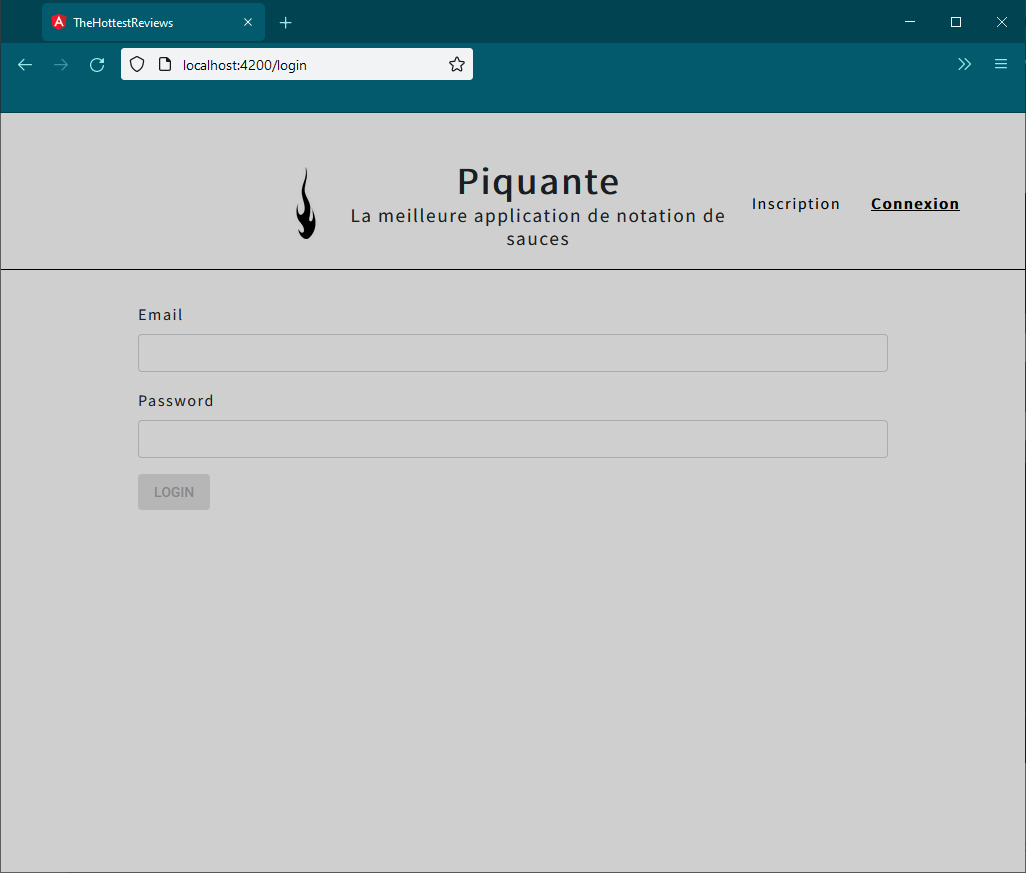 TheHottestReviews
localhost:4200/login
Piquante
La meilleure application de notation de
sauces
Inscription
Connexion
Email
Password
LOGIN